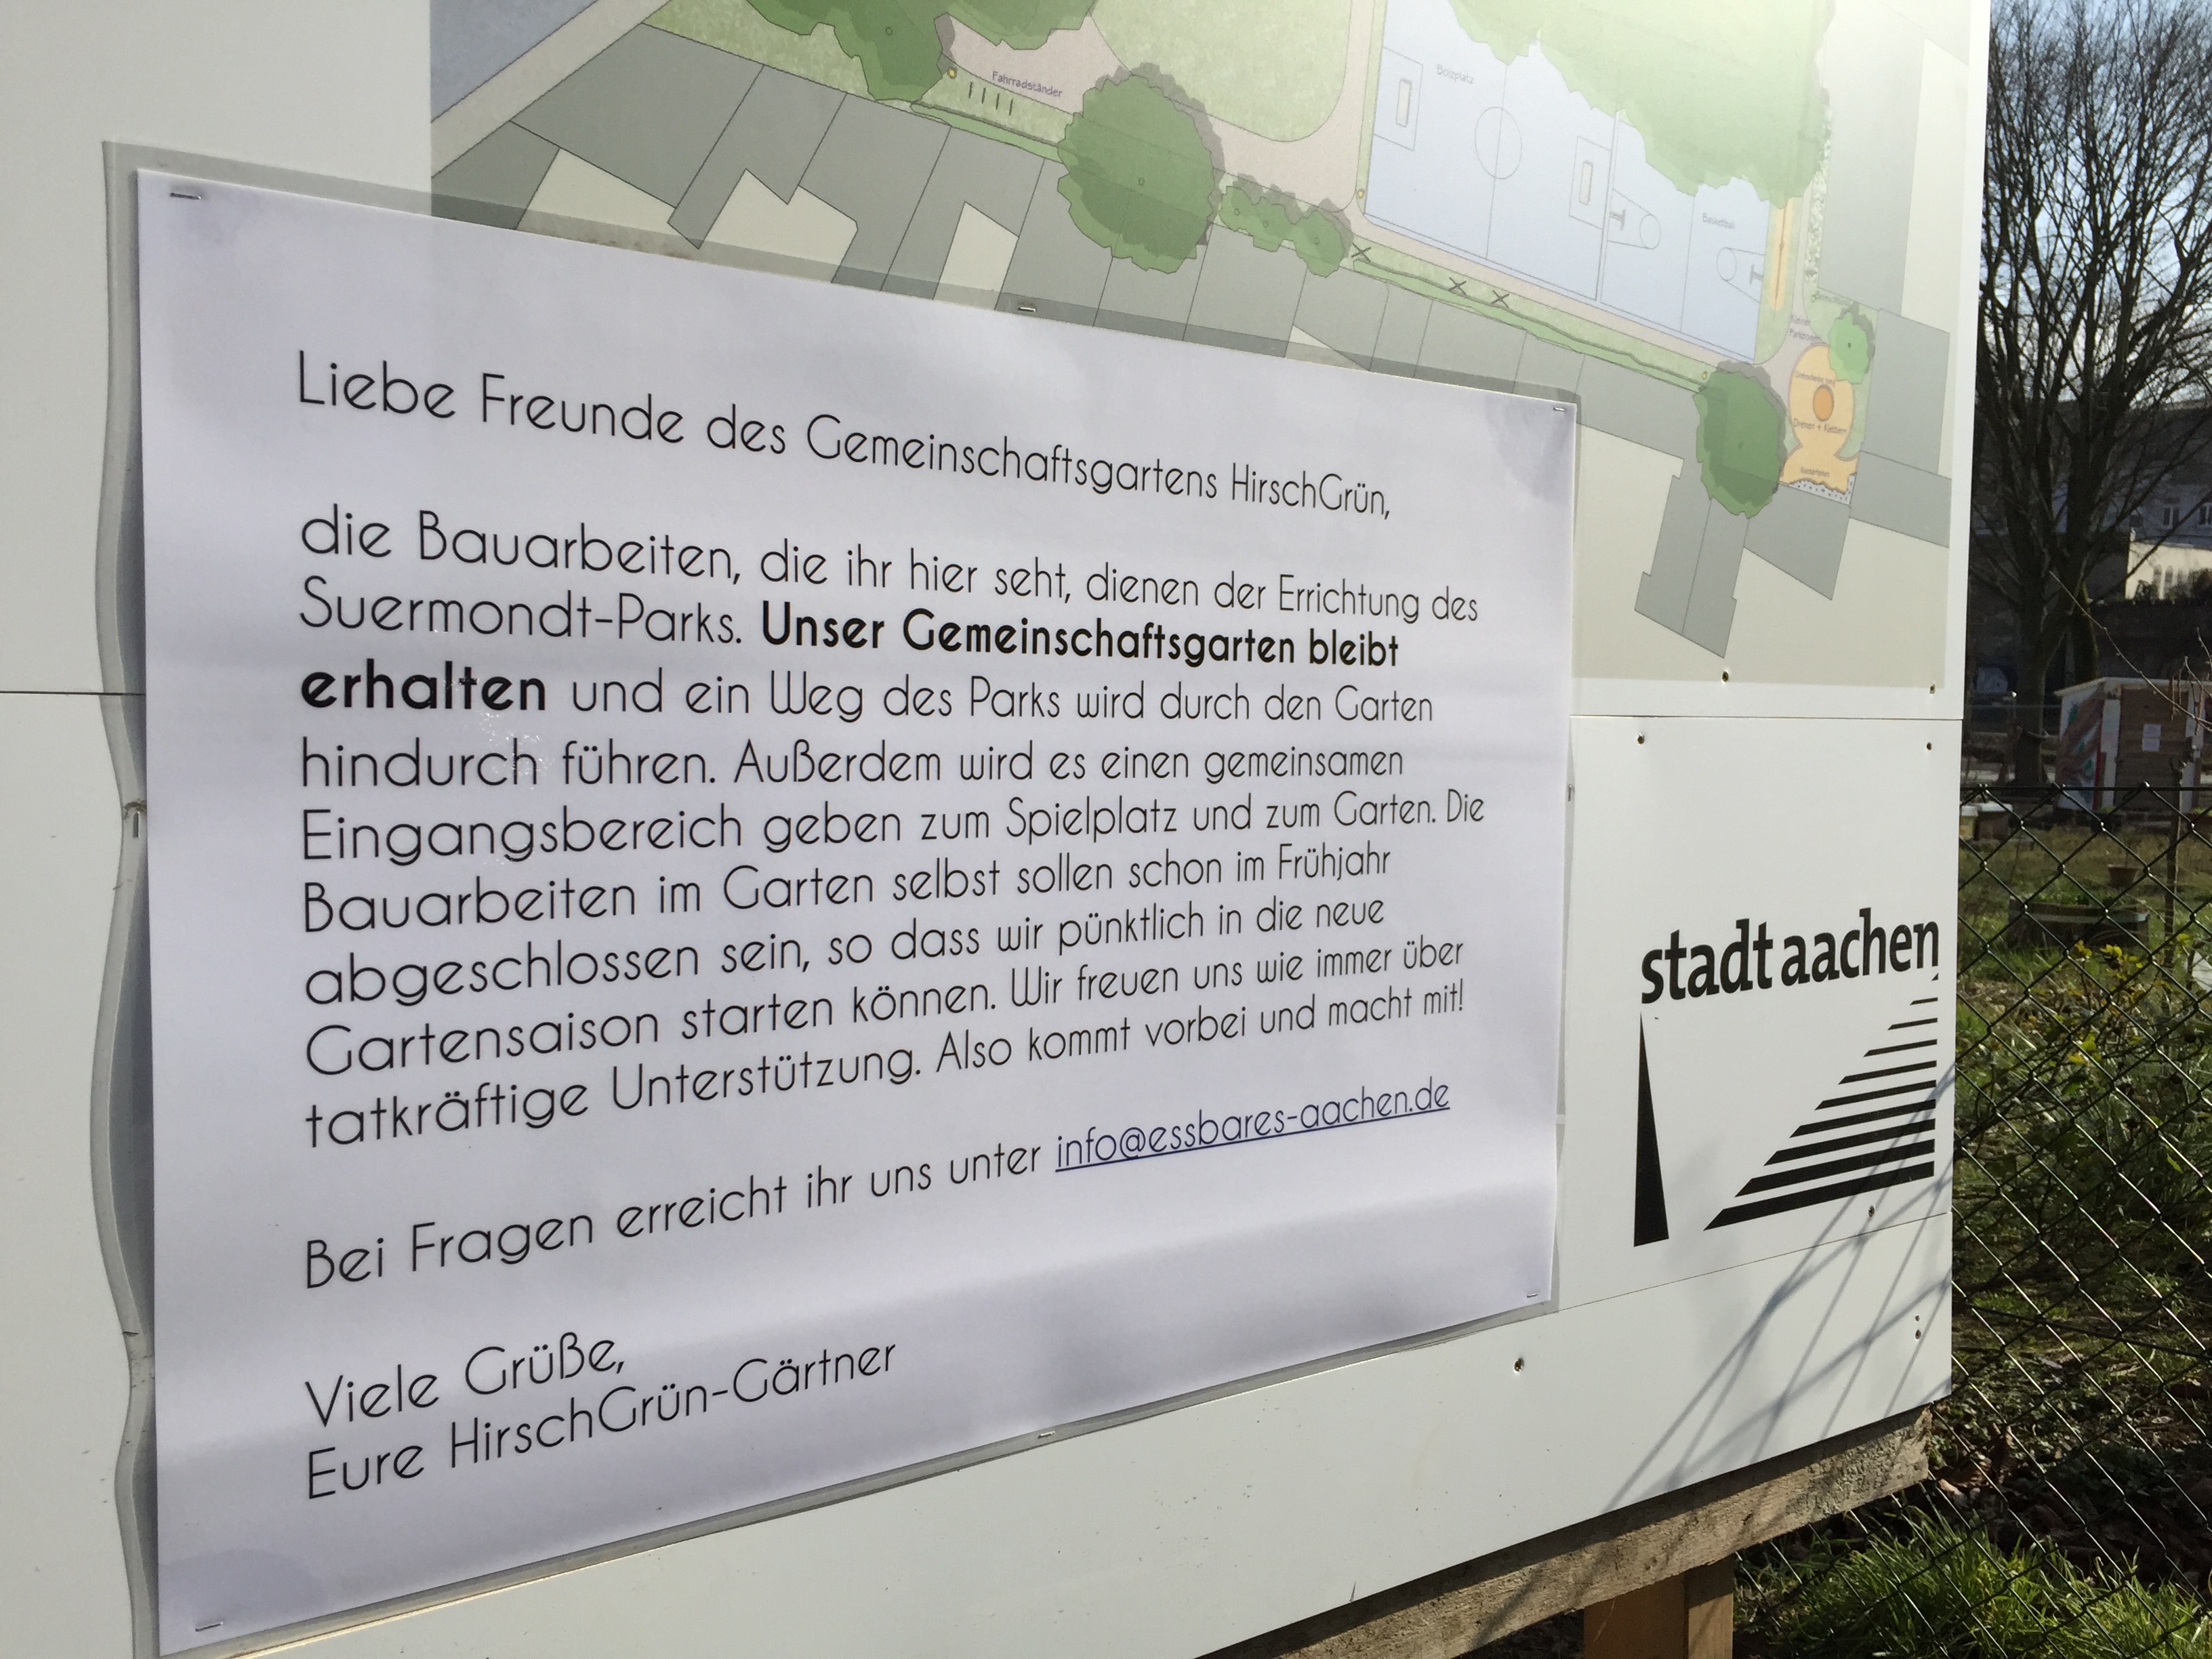 Fahrradständer
Bolzplatz
Basketball
Liebe Freunde des Gemeinschaftsgartens HirschGrün,
die Bauarbeiten, die ihr hier seht, dienen der Errichtung des
Suermondt-Parks. Unser Gemeinschaftsgarten bleibt
erhalten und ein Weg des Parks wird durch den Garten
hindurch führen. Außerdem wird es einen gemeinsamen
Eingangsbereich geben zum Spielplatz und zum Garten. Die
Bauarbeiten im Garten selbst sollen schon im Frühjahr
abgeschlossen sein, so dass wir pünktlich in die neue
Gartensaison starten können. Wir freuen uns wie immer über
tatkräftige Unterstützung. Also kommt vorbei und macht mit!
Bei Fragen erreicht ihr uns unter info@essbares-aachen.de
Viele Grüße,
Eure HirschGrün-Gärtner
stadt aachen